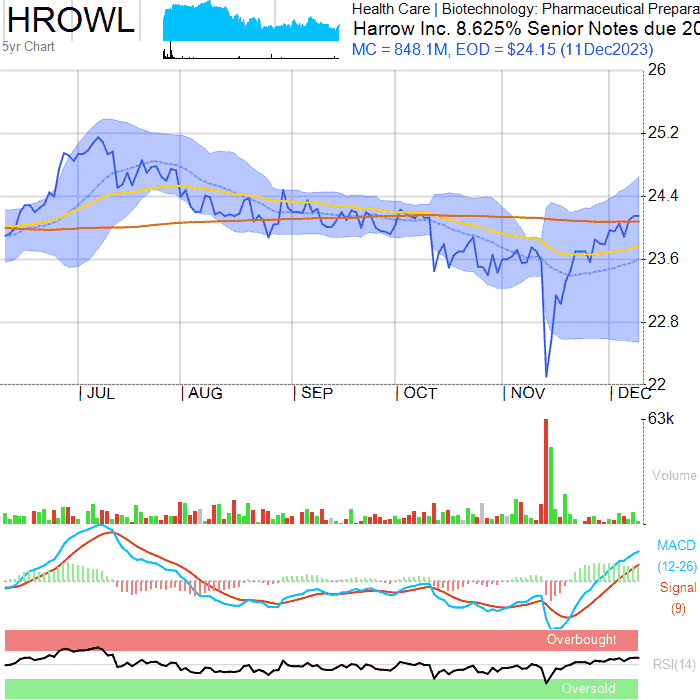 HROWL
5yr Chart
Health Care | Biotechnology: Pharmaceutical Prepara
Harrow Inc. 8.625% Senior Notes due 20
MC = 848.1M, EOD = $24.15 (11Dec2023)
26
25.2
24.4
23.6
22.8
22
JUL AUG SEP OCT NOV DEC
63k
Volume
MACD
(12-26)
Signal
(9)
Overbought
RSI(14)
Oversold